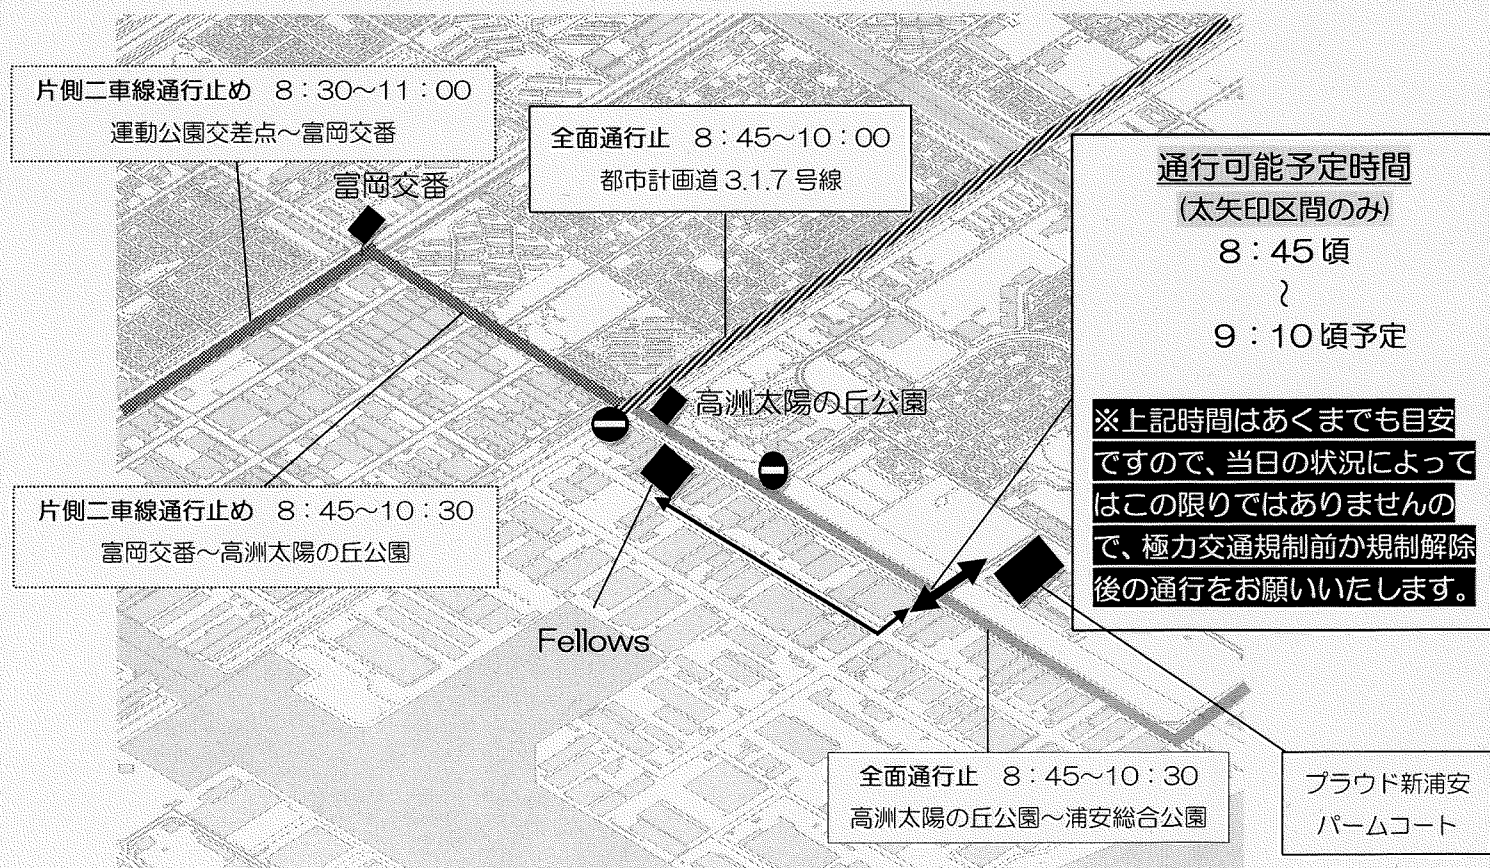 片側二車線通行止め 8:30～11:00
運動公園交差点～富岡交番
富岡交番
全面通行止 8:45～10:00
都市計画道 3.1.7 号線
通行可能予定時間
(太矢印区間のみ)
8:45 頃
～
9:10 頃予定
※上記時間はあくまでも目安
ですので、当日の状況によって
はこの限りではありませんの
で、極力交通規制前か規制解除
後の通行をお願いいたします。
高洲太陽の丘公園
片側二車線通行止め 8:45～10:30
富岡交番～高洲太陽の丘公園
Fellows
全面通行止 8:45～10:30
高洲太陽の丘公園～浦安総合公園
プラウド新浦安
パームコート